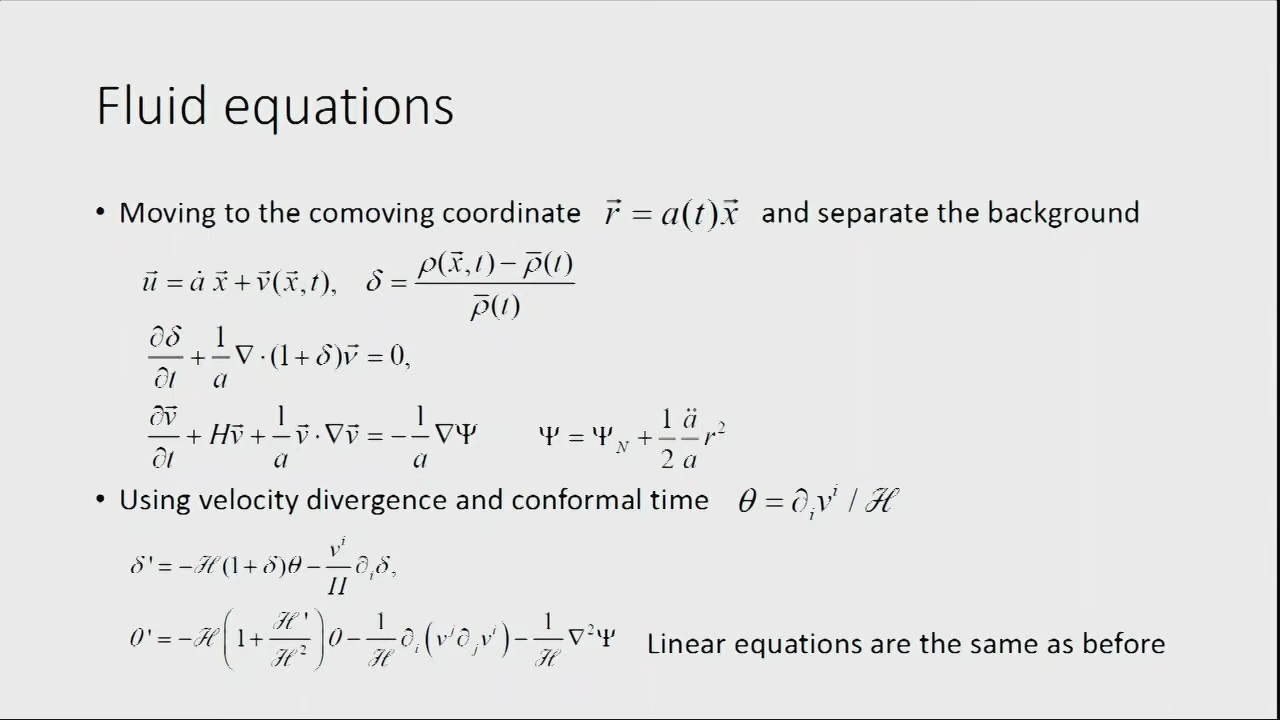 Fluid equations
• Moving to the comoving coordinate r⃗ = a(t)x⃗ and separate the background
u⃗ = ȧ x⃗ + v⃗(x⃗,t), δ = (ρ(x⃗,t) − ρ̄(t)) / ρ̄(t)
∂δ/∂t + 1/a ∇·(1+δ)v⃗ = 0,
∂v⃗/∂t + Hv⃗ + 1/a v⃗·∇v⃗ = −1/a ∇Ψ Ψ = Ψ_N + 1/2 ä/a r²
• Using velocity divergence and conformal time θ = ∂_i v^i / ℋ
δ' = −ℋ(1+δ)θ − v^i/H ∂_i δ,
θ' = −ℋ(1 + ℋ'/ℋ²)θ − 1/ℋ ∂_i(v^j ∂_j v^i) − 1/ℋ ∇²Ψ Linear equations are the same as before